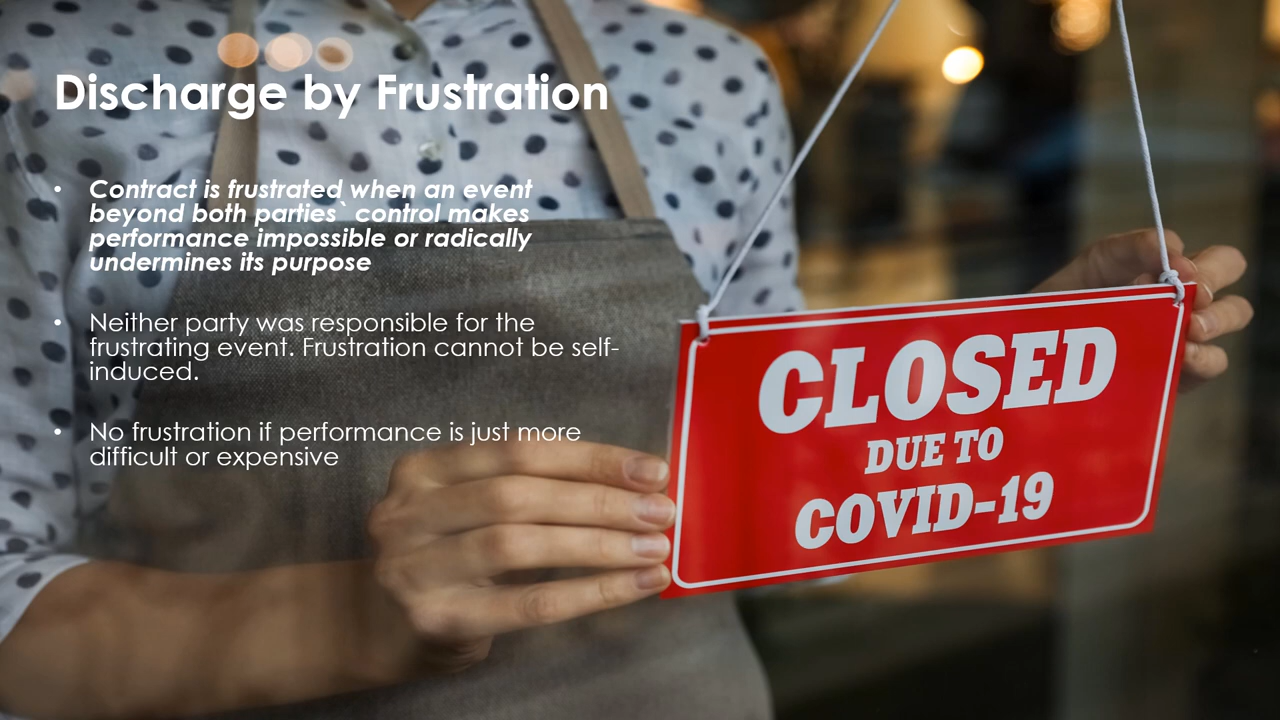 Discharge by Frustration
• Contract is frustrated when an event
beyond both parties` control makes
performance impossible or radically
undermines its purpose
• Neither party was responsible for the
frustrating event. Frustration cannot be self-
induced.
• No frustration if performance is just more
difficult or expensive
CLOSED
DUE TO
COVID-19